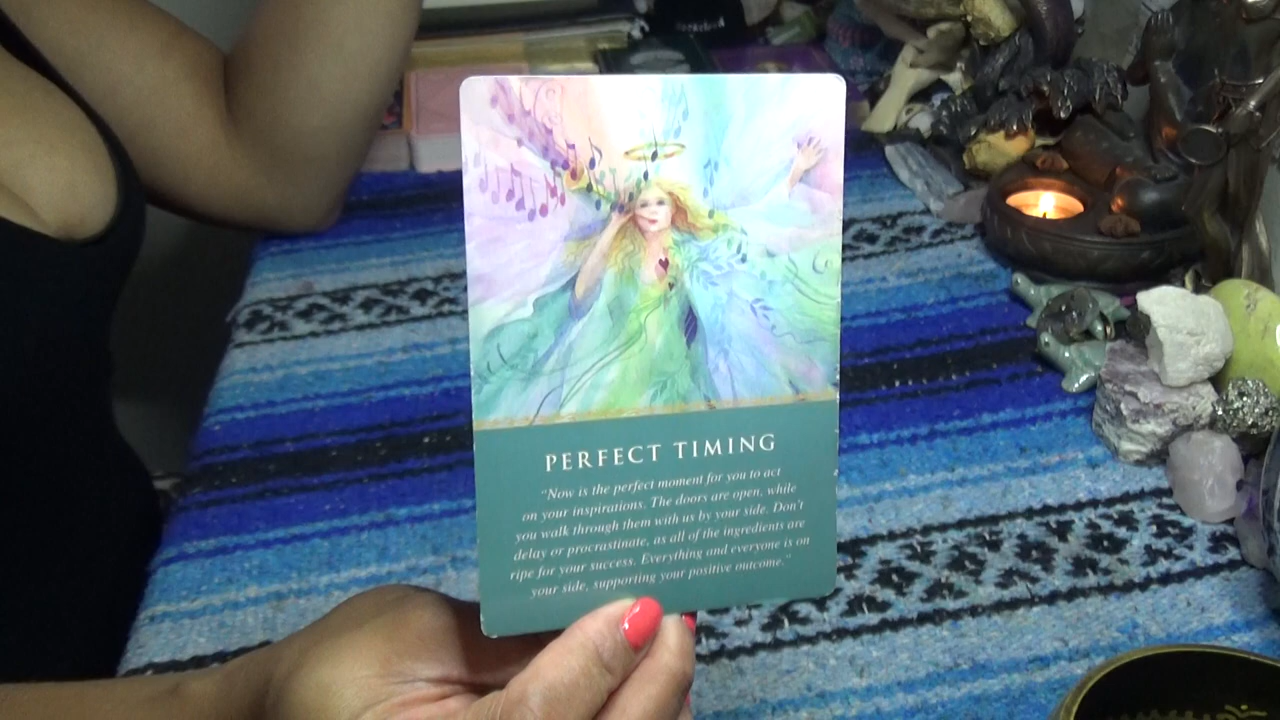 PERFECT TIMING
"Now is the perfect moment for you to act
on your inspirations. The doors are open, while
you walk through them with us by your side. Don't
delay or procrastinate, as all of the ingredients are
ripe for your success. Everything and everyone is on
your side, supporting your positive outcome."